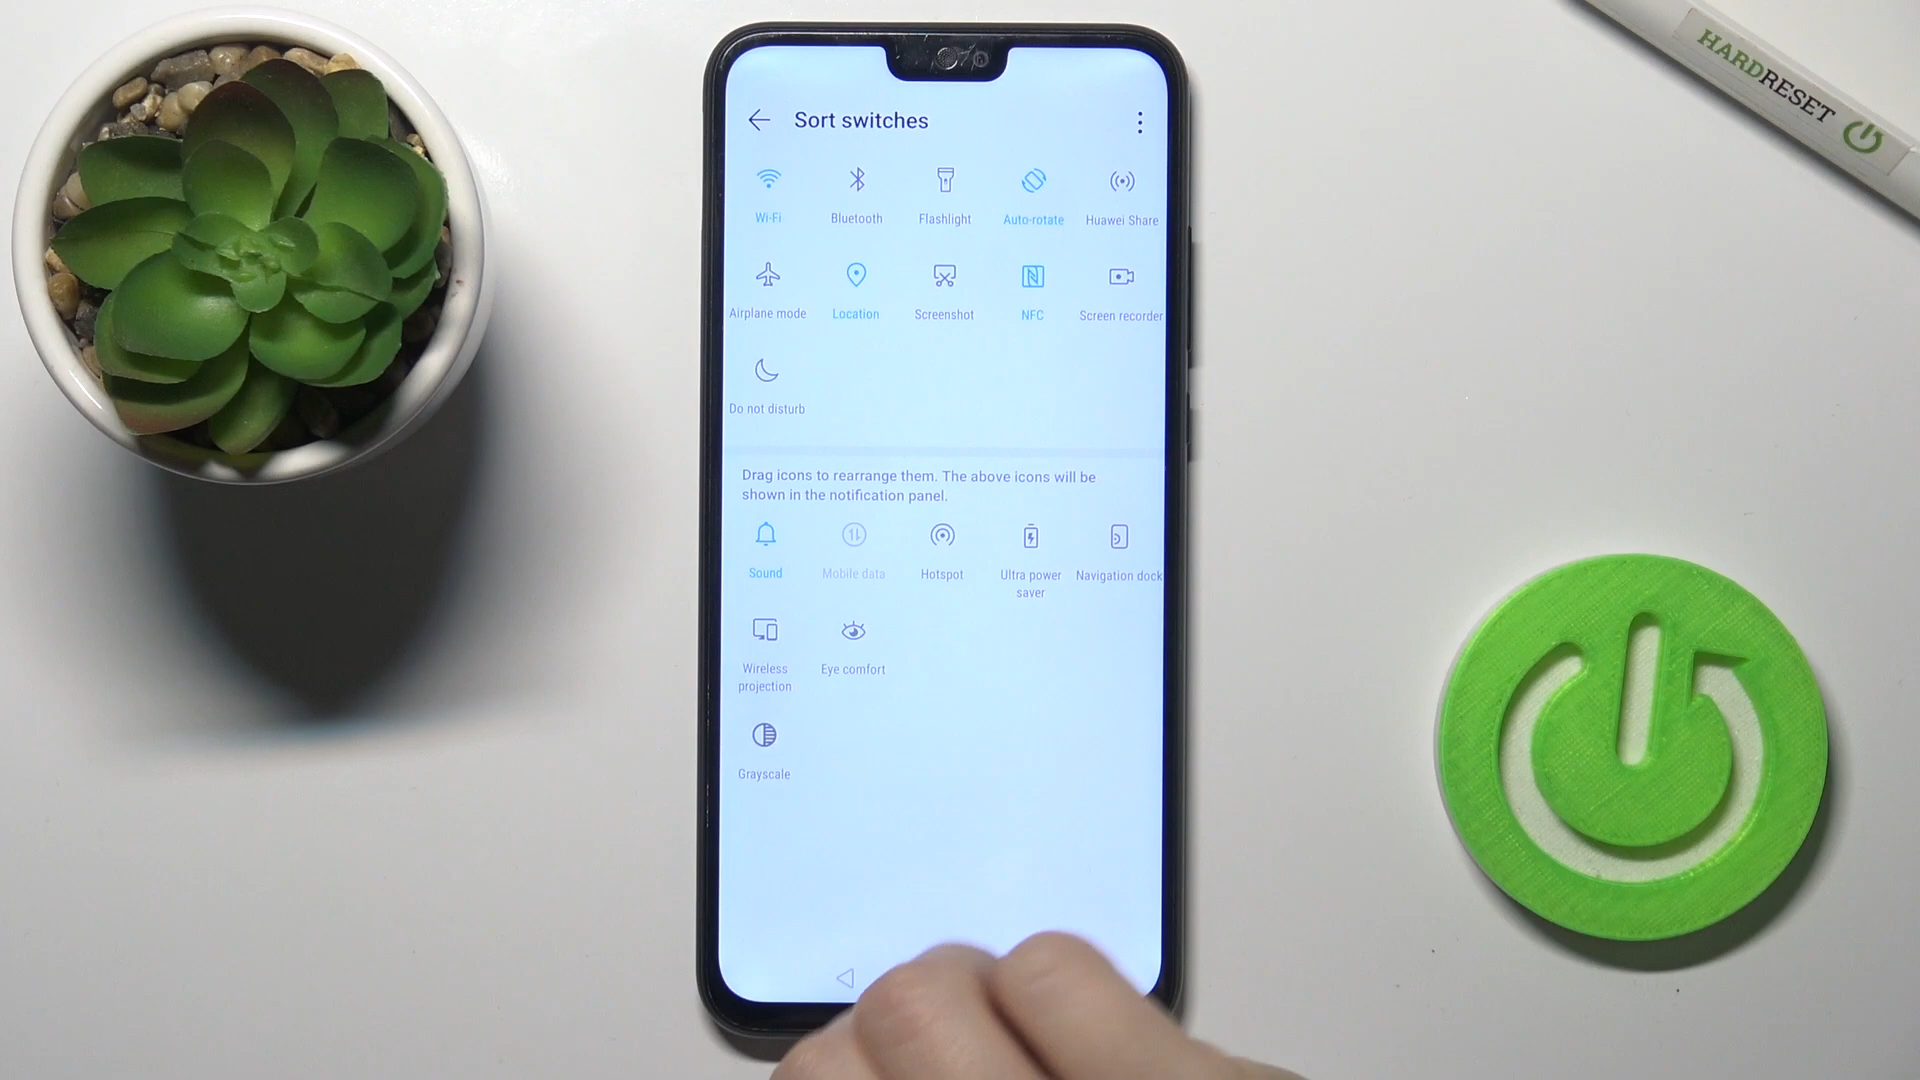 HARDRESET
Sort switches
Wi-Fi
Bluetooth
Flashlight
Auto-rotate
Huawei Share
Airplane mode
Location
Screenshot
NFC
Screen recorder
Do not disturb
Drag icons to rearrange them. The above icons will be
shown in the notification panel.
Sound
Mobile data
Hotspot
Ultra power
saver
Navigation dock
Wireless
projection
Eye comfort
Grayscale